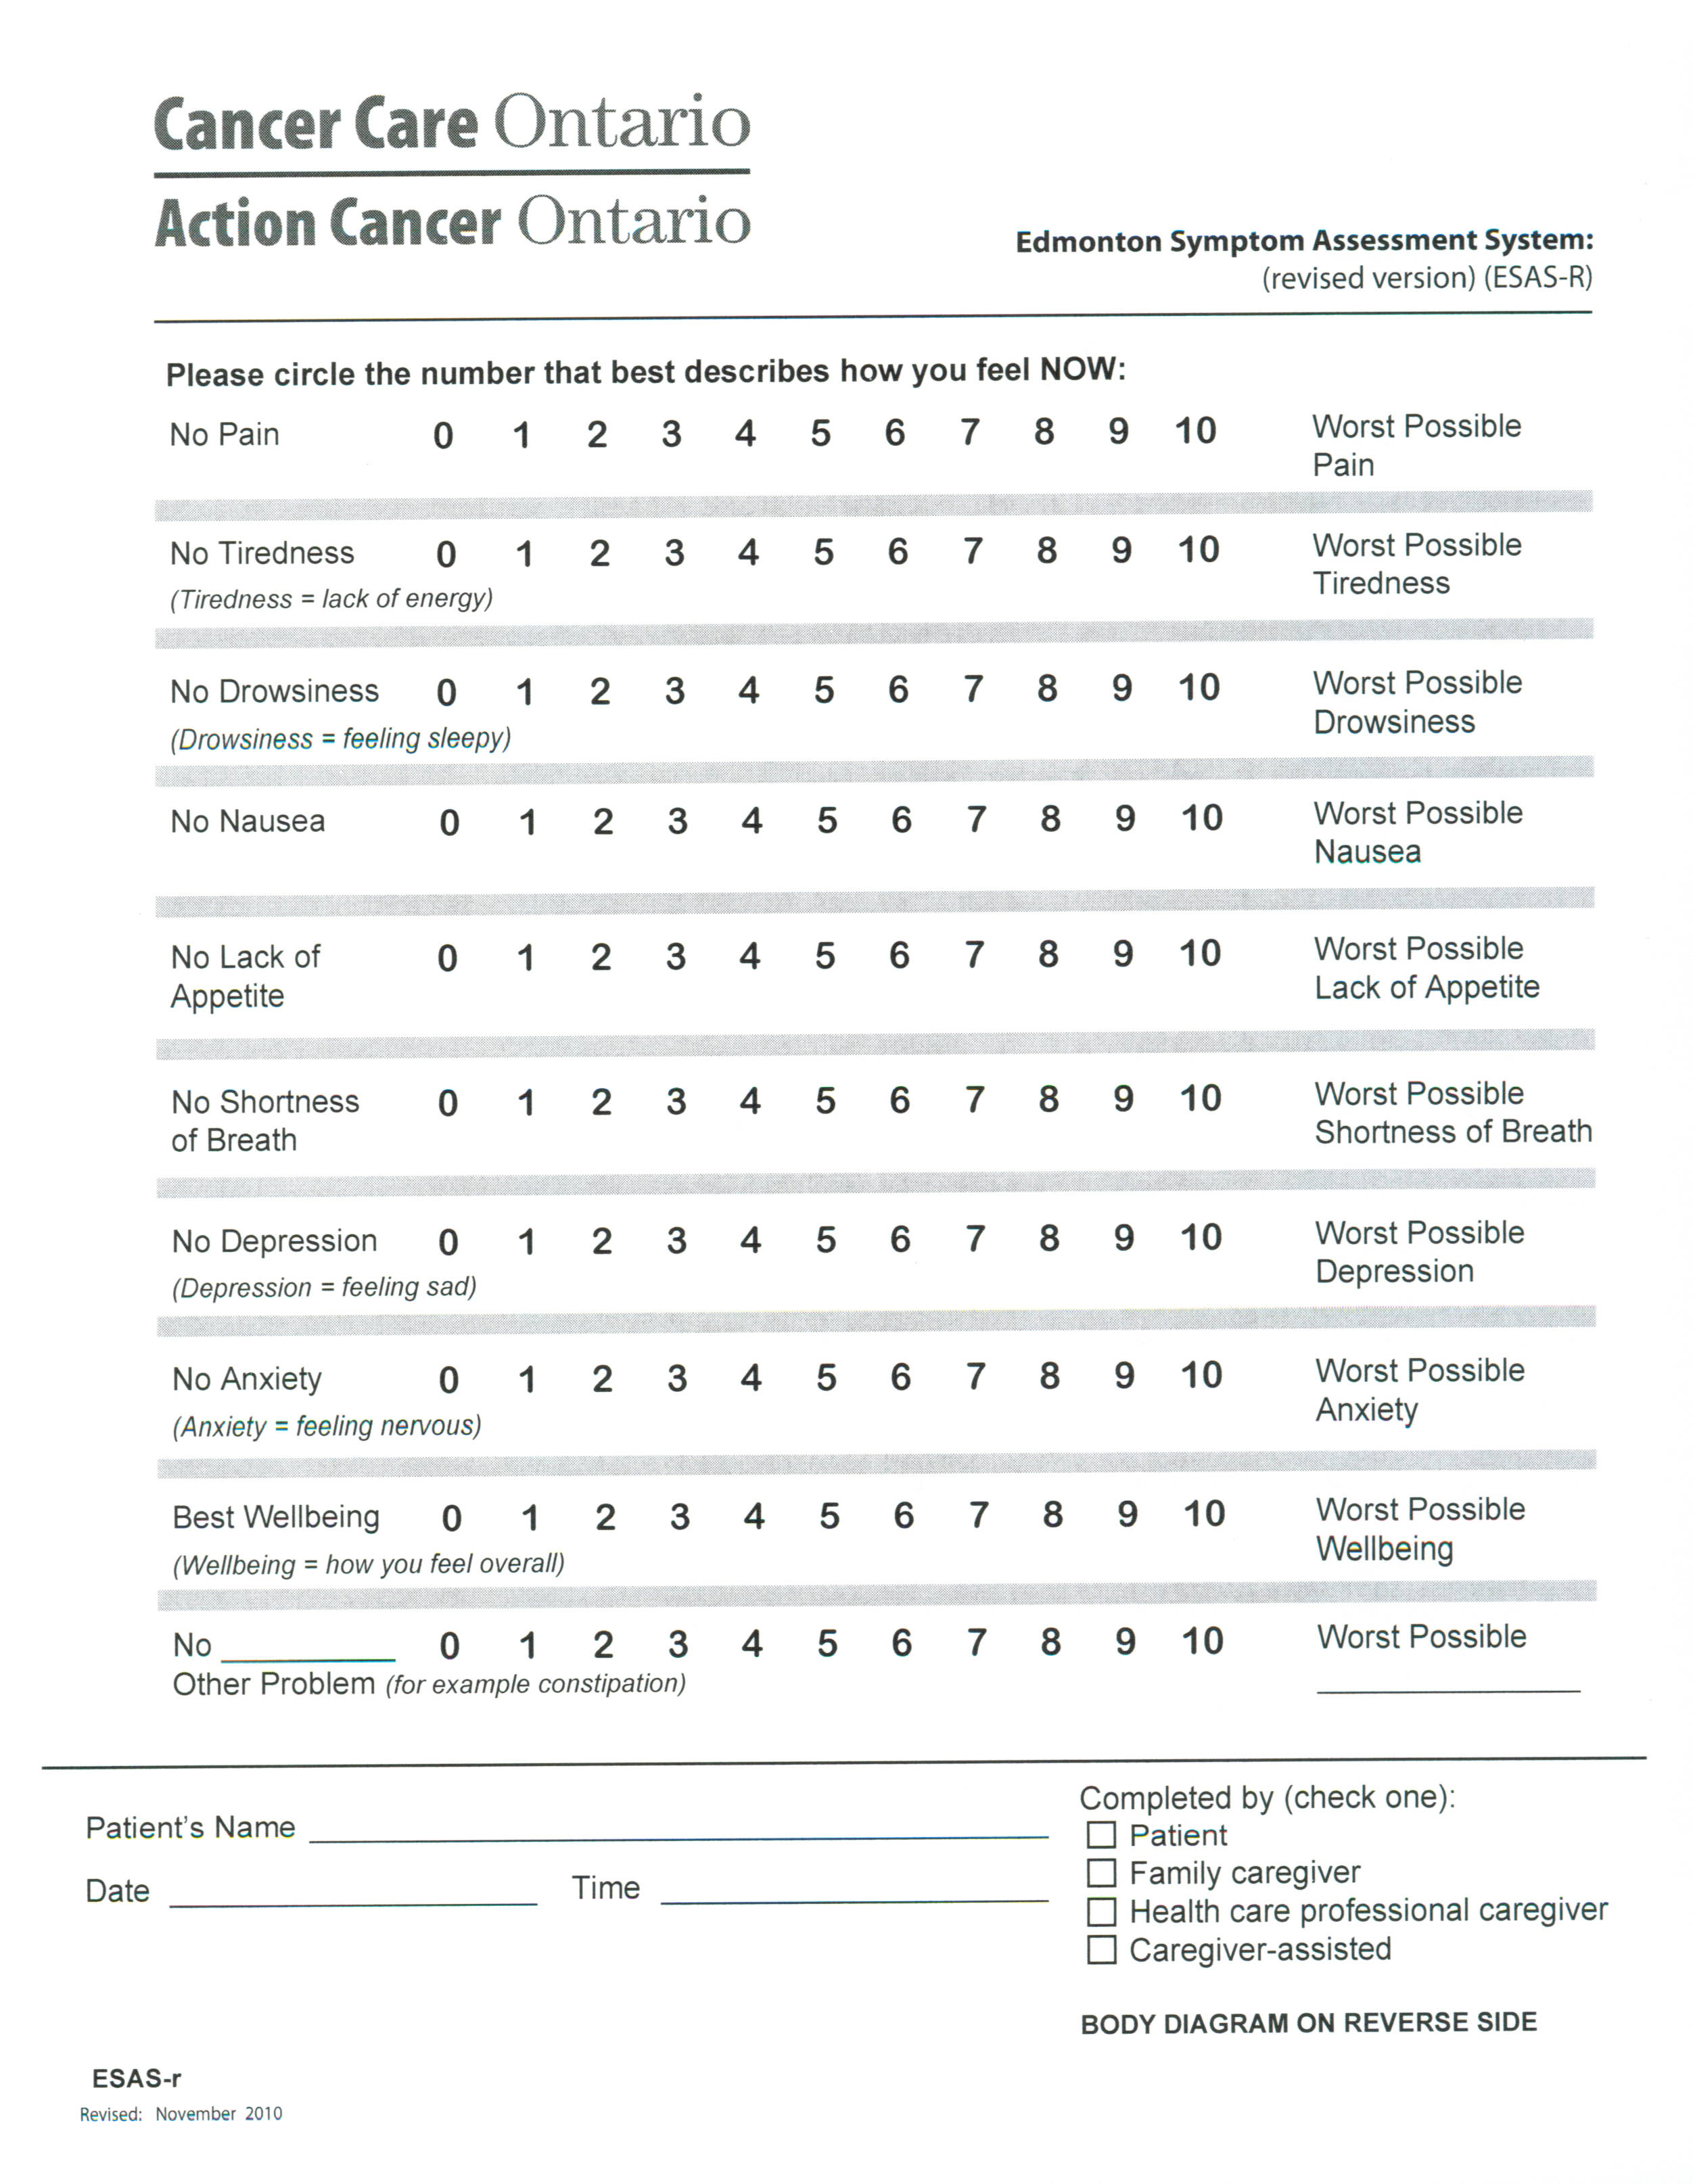 Cancer Care Ontario
Action Cancer Ontario
Edmonton Symptom Assessment System:
(revised version) (ESAS-R)
Please circle the number that best describes how you feel NOW:
No Pain 0 1 2 3 4 5 6 7 8 9 10 Worst Possible
Pain
No Tiredness 0 1 2 3 4 5 6 7 8 9 10 Worst Possible
Tiredness
(Tiredness = lack of energy)
No Drowsiness 0 1 2 3 4 5 6 7 8 9 10 Worst Possible
Drowsiness
(Drowsiness = feeling sleepy)
No Nausea 0 1 2 3 4 5 6 7 8 9 10 Worst Possible
Nausea
No Lack of 0 1 2 3 4 5 6 7 8 9 10 Worst Possible
Appetite Lack of Appetite
No Shortness 0 1 2 3 4 5 6 7 8 9 10 Worst Possible
of Breath Shortness of Breath
No Depression 0 1 2 3 4 5 6 7 8 9 10 Worst Possible
Depression
(Depression = feeling sad)
No Anxiety 0 1 2 3 4 5 6 7 8 9 10 Worst Possible
Anxiety
(Anxiety = feeling nervous)
Best Wellbeing 0 1 2 3 4 5 6 7 8 9 10 Worst Possible
Wellbeing
(Wellbeing = how you feel overall)
No __________ 0 1 2 3 4 5 6 7 8 9 10 Worst Possible
Other Problem (for example constipation) __________
Patient's Name __________
Date __________ Time __________
Completed by (check one):
☐ Patient
☐ Family caregiver
☐ Health care professional caregiver
☐ Caregiver-assisted
BODY DIAGRAM ON REVERSE SIDE
ESAS-r
Revised: November 2010